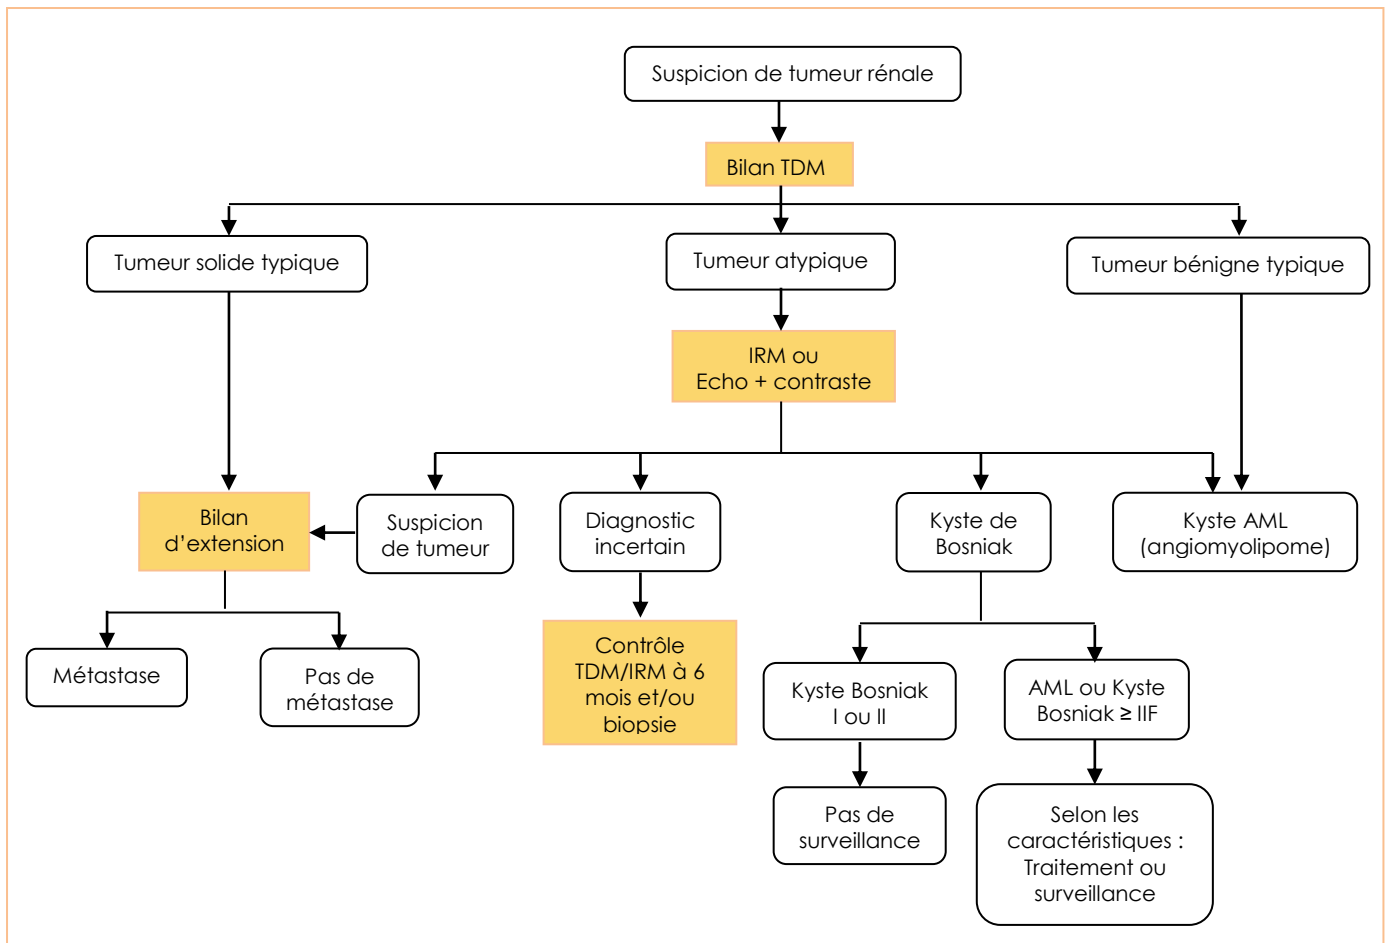 Suspicion de tumeur rénale
Bilan TDM
Tumeur solide typique
Tumeur atypique
Tumeur bénigne typique
IRM ou
Echo + contraste
Bilan
d’extension
Suspicion
de tumeur
Diagnostic
incertain
Kyste de
Bosniak
Kyste AML
(angiomyolipome)
Métastase
Pas de
métastase
Contrôle
TDM/IRM à 6
mois et/ou
biopsie
Kyste Bosniak
I ou II
AML ou Kyste
Bosniak ≥ IIF
Pas de
surveillance
Selon les
caractéristiques :
Traitement ou
surveillance